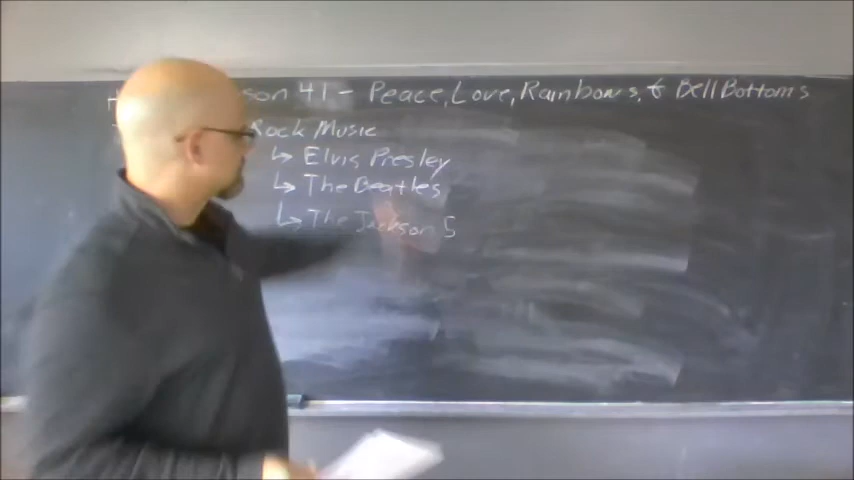 son 41 - Peace, Love, Rainbows, & Bell Bottoms
Rock Music
↳ Elvis Presley
↳ The Beatles
↳ The Jackson 5